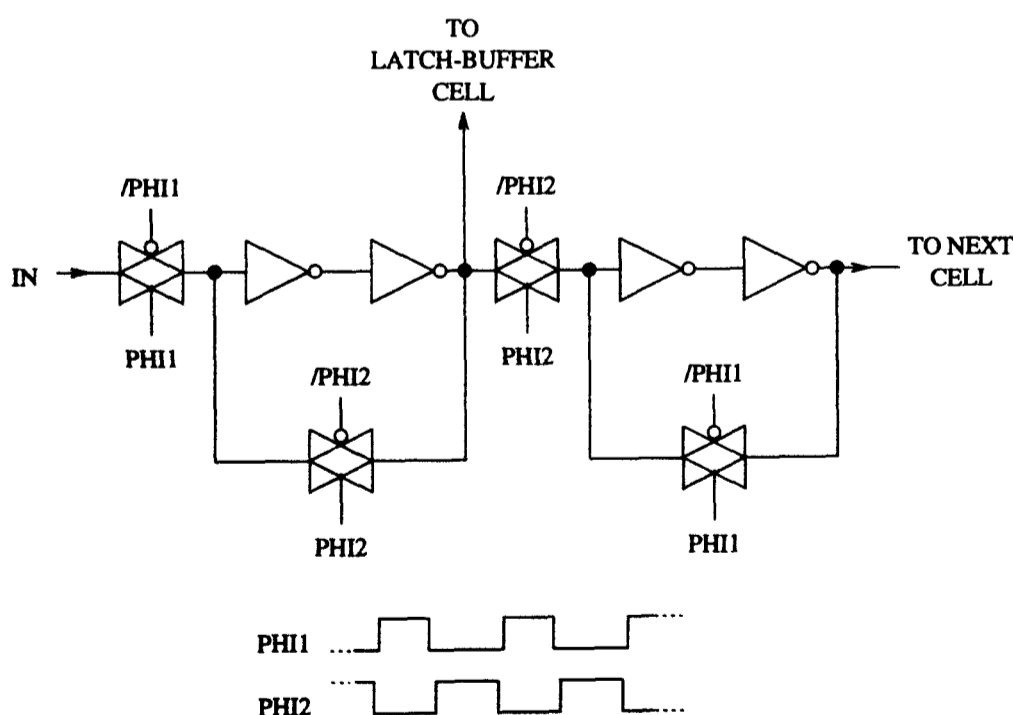 TO
LATCH-BUFFER
CELL
/PHI1
/PHI2
IN
TO NEXT
CELL
PHI1
PHI2
/PHI2
/PHI1
PHI2
PHI1
PHI1
PHI2